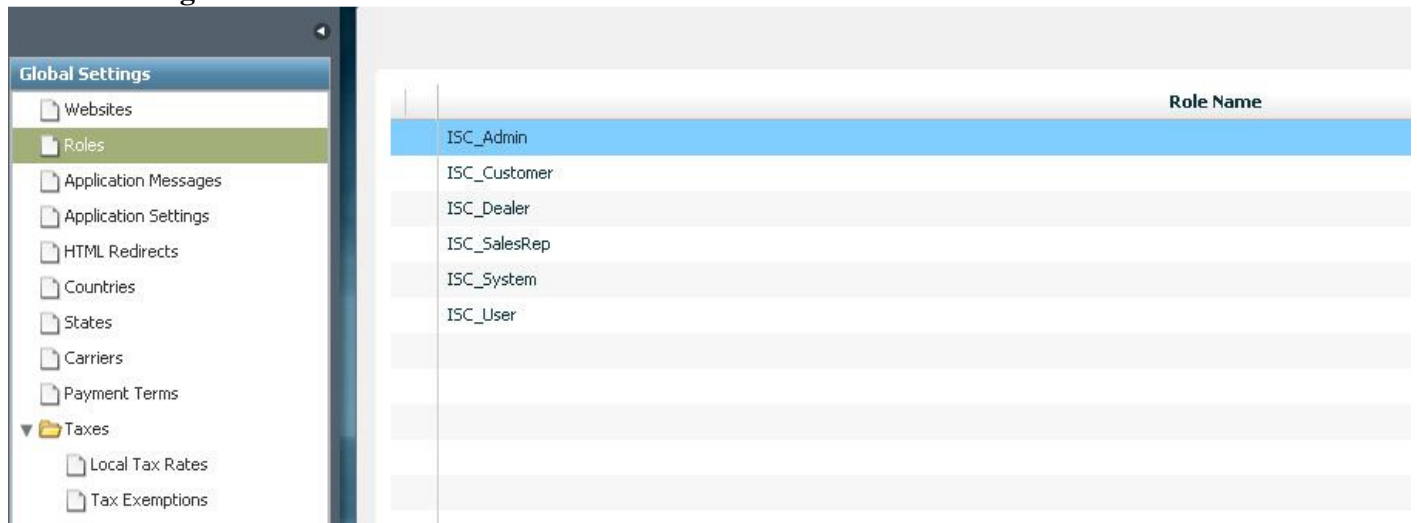 Global Settings
Websites
Roles
Application Messages
Application Settings
HTML Redirects
Countries
States
Carriers
Payment Terms
Taxes
Local Tax Rates
Tax Exemptions
Role Name
ISC_Admin
ISC_Customer
ISC_Dealer
ISC_SalesRep
ISC_System
ISC_User